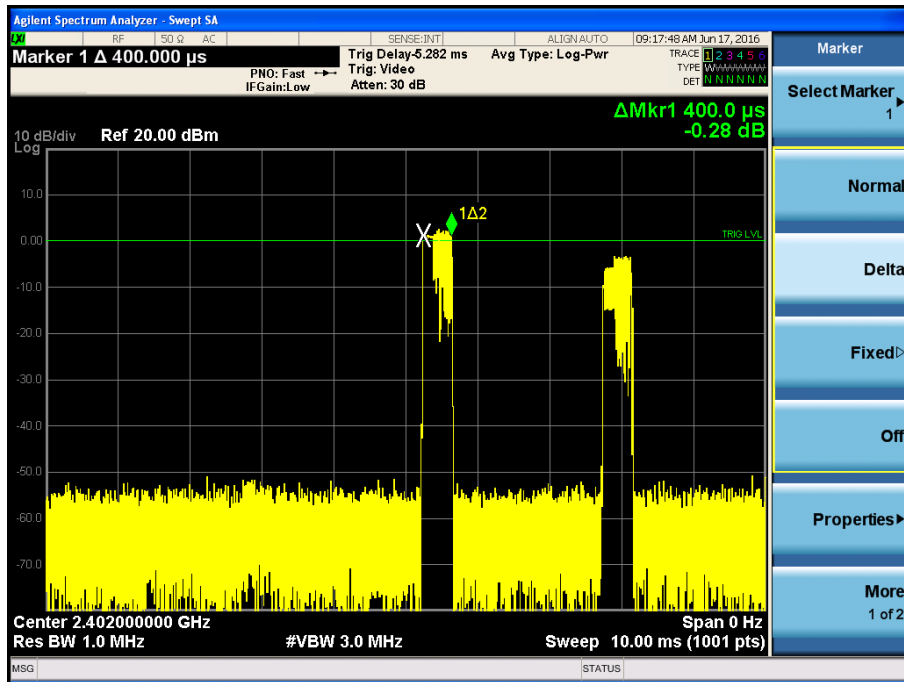 Agilent Spectrum Analyzer - Swept SA
LXI RF 50 Ω AC SENSE:INT ALIGN AUTO 09:17:48 AM Jun 17, 2016
Marker 1 Δ 400.000 µs
Trig Delay-5.282 ms Avg Type: Log-Pwr
TRACE 1 2 3 4 5 6
PNO: Fast Trig: Video
TYPE WWWWWW
IFGain:Low Atten: 30 dB
DET N N N N N N
ΔMkr1 400.0 µs
-0.28 dB
10 dB/div Ref 20.00 dBm
Log
10.0
0.00
-10.0
-20.0
-30.0
-40.0
-50.0
-60.0
-70.0
X
1Δ2
TRIG LVL
Center 2.402000000 GHz Span 0 Hz
Res BW 1.0 MHz #VBW 3.0 MHz Sweep 10.00 ms (1001 pts)
MSG STATUS
Marker
Select Marker
1
Normal
Delta
Fixed
Off
Properties
More
1 of 2